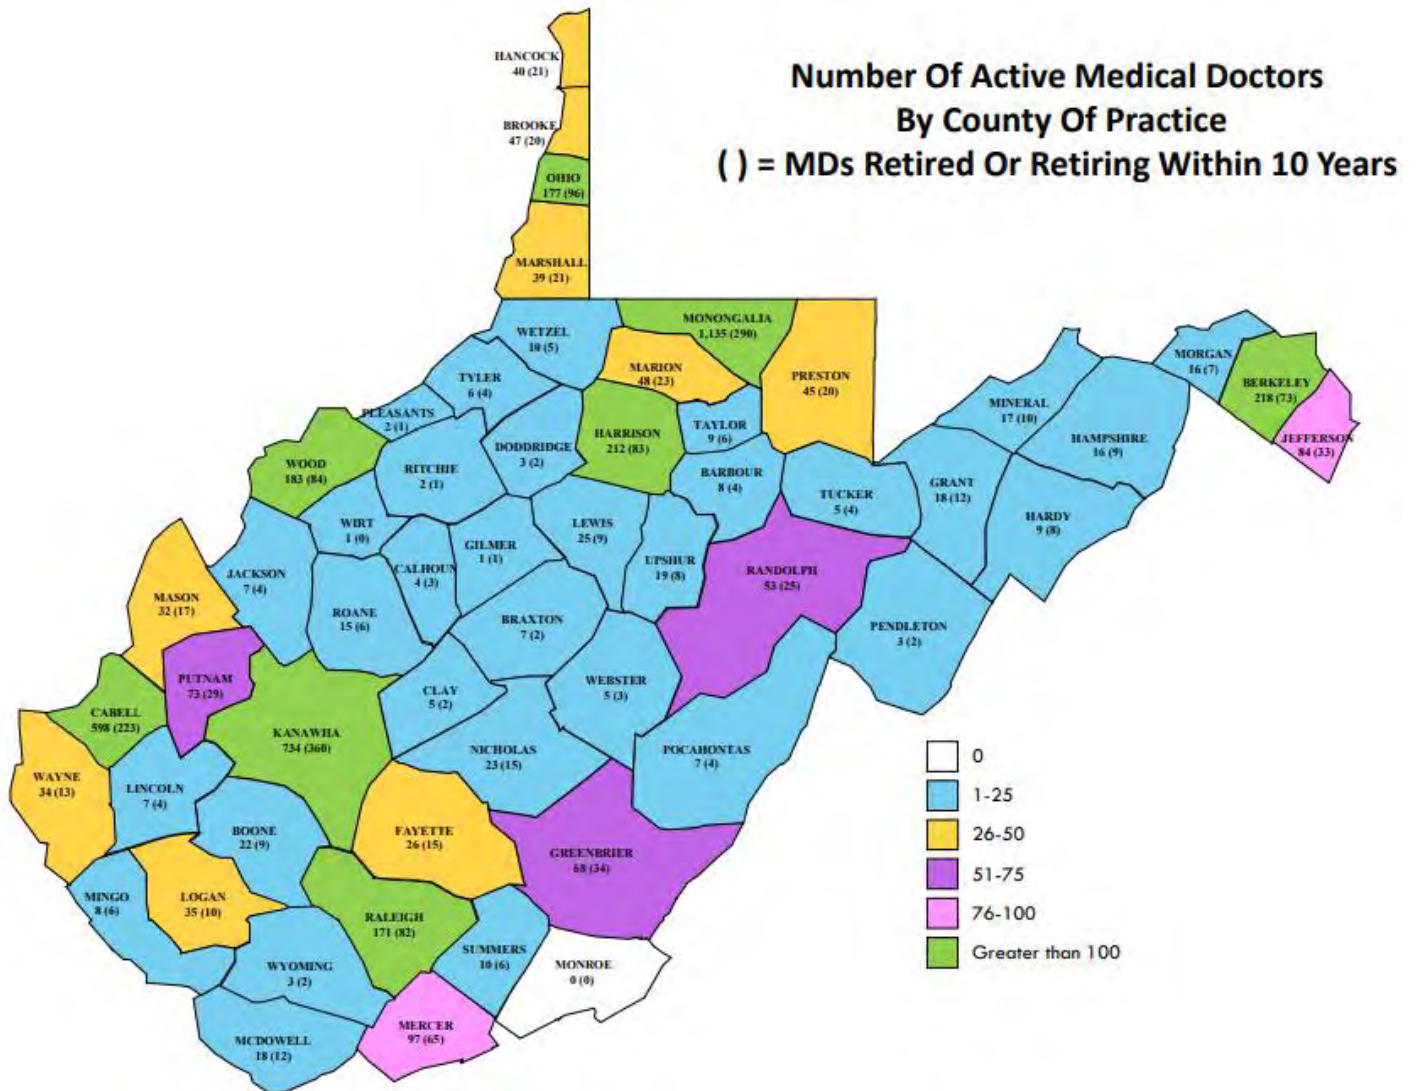 Number Of Active Medical Doctors
By County Of Practice
( ) = MDs Retired Or Retiring Within 10 Years
HANCOCK
40 (21)
BROOKE
47 (20)
OHIO
177 (96)
MARSHALL
39 (21)
WETZEL
10 (5)
MONONGALIA
1,135 (290)
MARION
48 (23)
PRESTON
45 (20)
TYLER
6 (4)
PLEASANTS
2 (1)
DODDRIDGE
3 (2)
HARRISON
212 (83)
TAYLOR
9 (6)
BARBOUR
8 (4)
MINERAL
17 (10)
HAMPSHIRE
16 (9)
MORGAN
16 (7)
BERKELEY
218 (73)
JEFFERSON
84 (33)
WOOD
183 (84)
RITCHIE
2 (1)
WIRT
1 (0)
CALHOUN
4 (3)
GILMER
1 (1)
LEWIS
25 (9)
UPSHUR
19 (8)
TUCKER
5 (4)
GRANT
18 (12)
HARDY
9 (8)
RANDOLPH
53 (25)
PENDLETON
3 (2)
JACKSON
7 (4)
MASON
32 (17)
ROANE
15 (6)
BRAXTON
7 (2)
PUTNAM
73 (29)
CLAY
5 (2)
WEBSTER
5 (3)
CABELL
598 (223)
KANAWHA
734 (360)
NICHOLAS
23 (15)
POCAHONTAS
7 (4)
WAYNE
34 (13)
LINCOLN
7 (4)
BOONE
22 (9)
FAYETTE
26 (15)
GREENBRIER
68 (34)
MINGO
8 (6)
LOGAN
35 (10)
RALEIGH
171 (82)
SUMMERS
10 (6)
WYOMING
3 (2)
MONROE
0 (0)
MERCER
97 (65)
MCDOWELL
18 (12)
0
1-25
26-50
51-75
76-100
Greater than 100